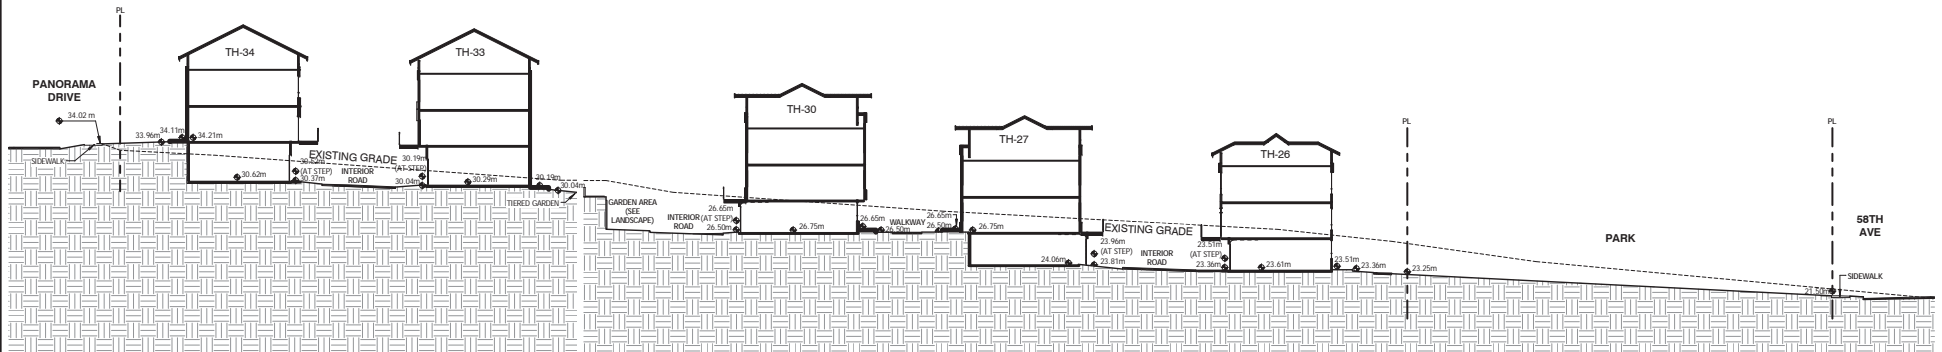 PL
TH-34
TH-33
PANORAMA
DRIVE
34.02 m
33.96m
34.11m
34.21m
SIDEWALK
30.62m
EXISTING GRADE
(AT STEP)
30.37m
INTERIOR
ROAD
30.19m
(AT STEP)
30.04m
30.29m
30.19m
30.04m
TIERED GARDEN
GARDEN AREA
(SEE
LANDSCAPE)
INTERIOR
ROAD
26.65m
(AT STEP)
26.50m
TH-30
26.75m
26.65m
26.50m
WALKWAY
26.65m
26.50m
TH-27
26.75m
24.06m
EXISTING GRADE
23.96m
(AT STEP)
23.81m
INTERIOR
ROAD
23.51m
(AT STEP)
23.36m
TH-26
23.61m
23.51m
23.36m
PL
23.25m
PARK
PL
58TH
AVE
SIDEWALK
21.50m